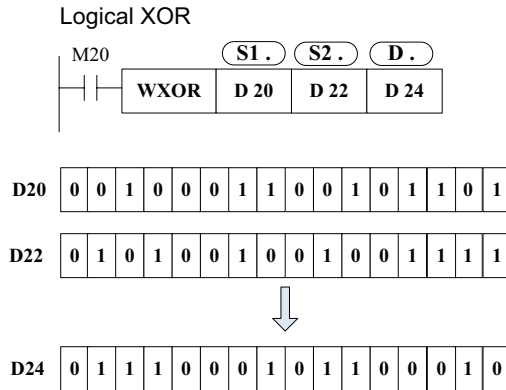 Logical XOR
M20 S1 . S2 . D .
WXOR D 20 D 22 D 24
D20 0 0 1 0 0 0 1 1 0 0 1 0 1 1 0 1
D22 0 1 0 1 0 0 1 0 0 1 0 0 1 1 1 1
D24 0 1 1 1 0 0 0 1 0 1 1 0 0 0 1 0